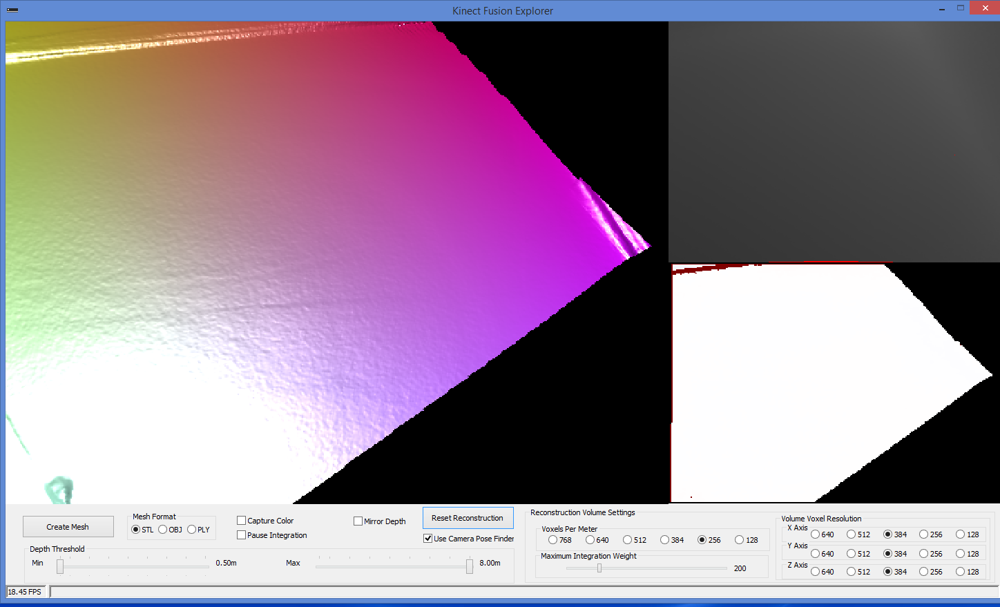 Kinect Fusion Explorer
Create Mesh
Mesh Format
STL OBJ PLY
Capture Color
Pause Integration
Mirror Depth
Reset Reconstruction
Use Camera Pose Finder
Depth Threshold
Min 0.50m Max 8.00m
Reconstruction Volume Settings
Voxels Per Meter
768 640 512 384 256 128
Maximum Integration Weight
200
Volume Voxel Resolution
X Axis
640 512 384 256 128
Y Axis
640 512 384 256 128
Z Axis
640 512 384 256 128
18.45 FPS